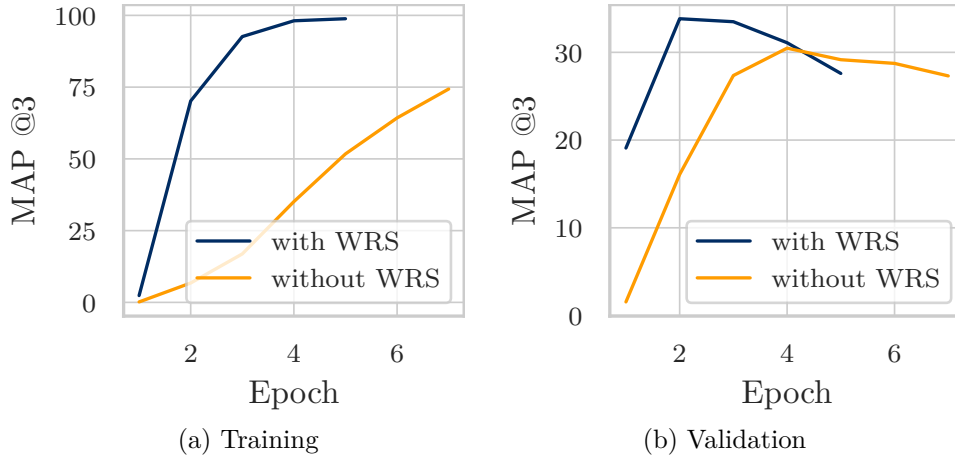 MAP @3
100
75
50
25
0
with WRS
without WRS
2
4
6
Epoch
(a) Training
MAP @3
30
20
10
0
with WRS
without WRS
2
4
6
Epoch
(b) Validation